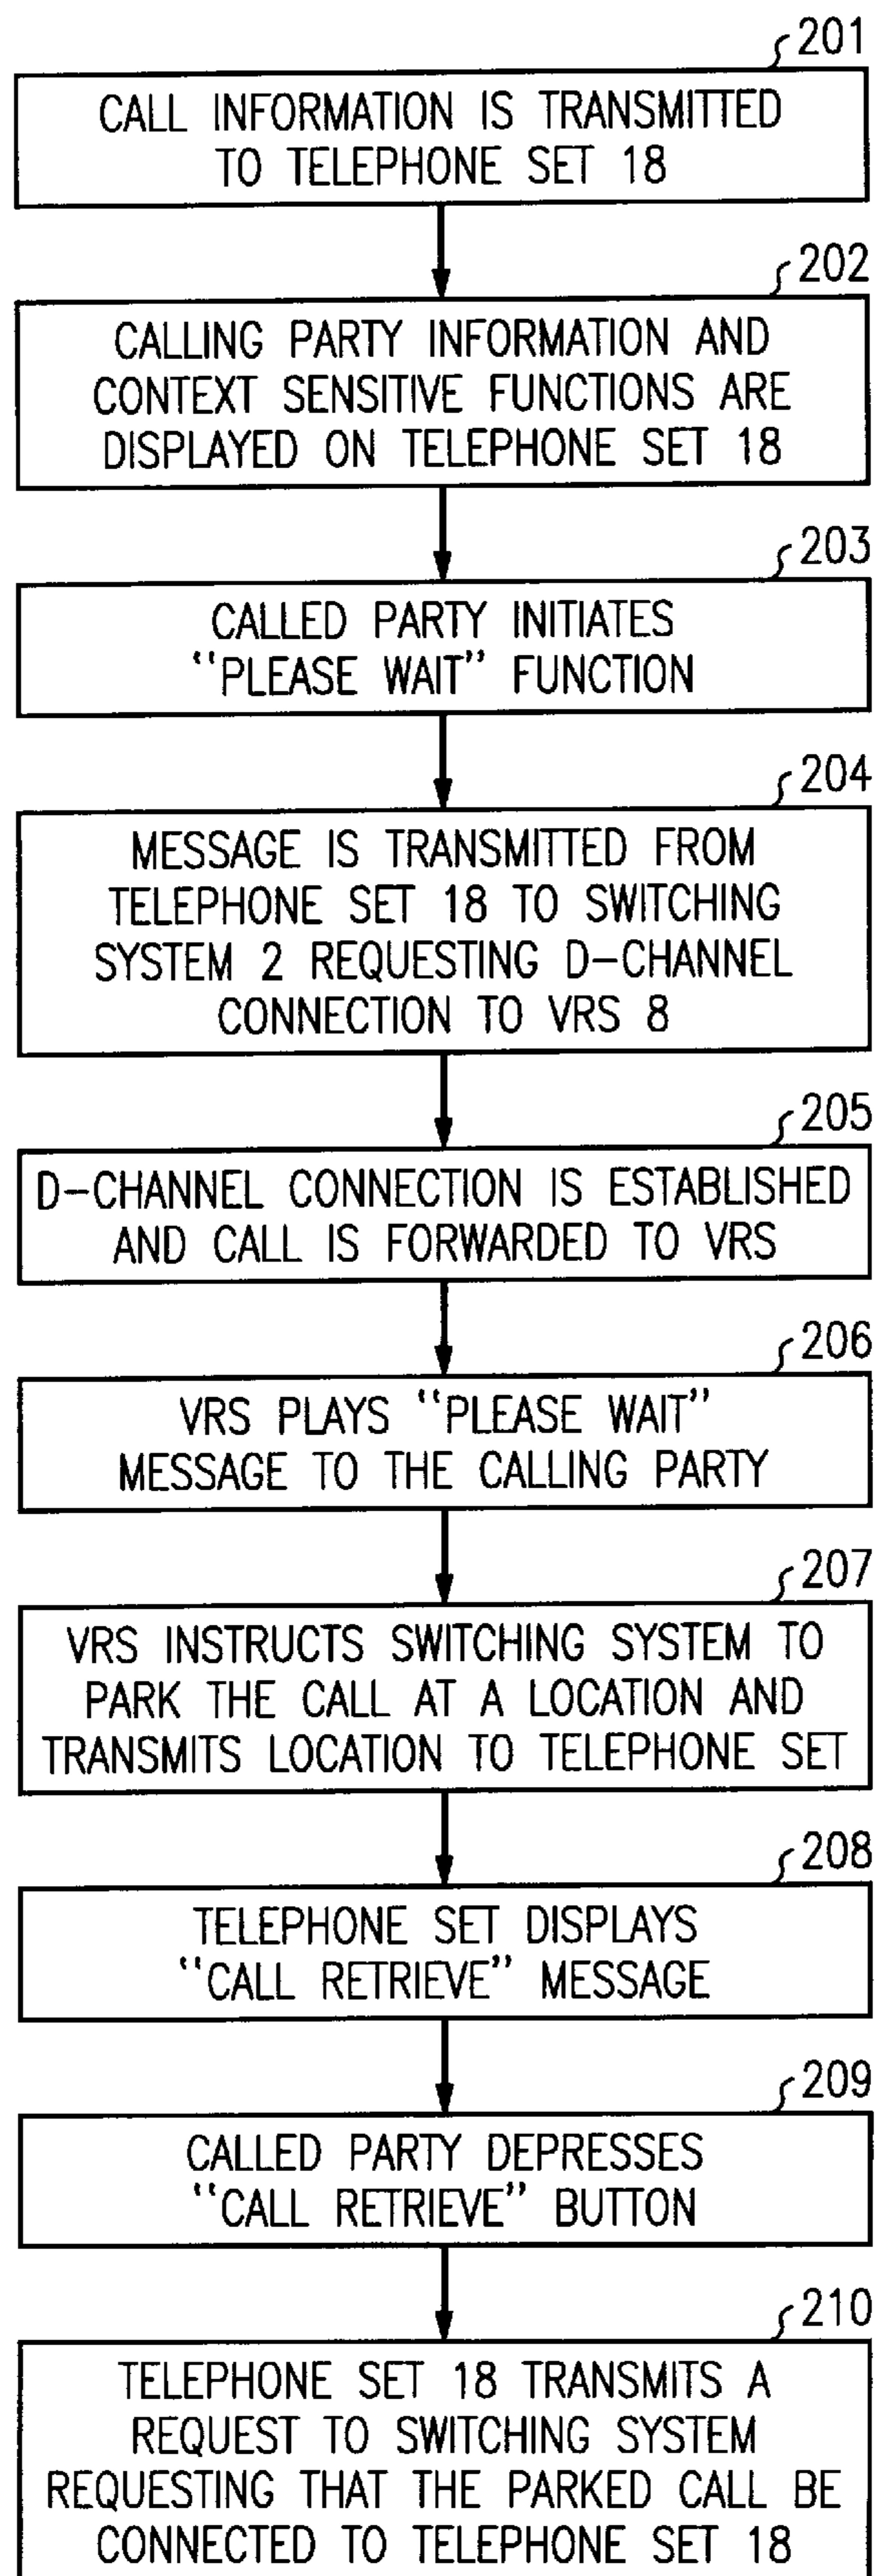 201
CALL INFORMATION IS TRANSMITTED
TO TELEPHONE SET 18
202
CALLING PARTY INFORMATION AND
CONTEXT SENSITIVE FUNCTIONS ARE
DISPLAYED ON TELEPHONE SET 18
203
CALLED PARTY INITIATES
"PLEASE WAIT" FUNCTION
204
MESSAGE IS TRANSMITTED FROM
TELEPHONE SET 18 TO SWITCHING
SYSTEM 2 REQUESTING D-CHANNEL
CONNECTION TO VRS 8
205
D-CHANNEL CONNECTION IS ESTABLISHED
AND CALL IS FORWARDED TO VRS
206
VRS PLAYS "PLEASE WAIT"
MESSAGE TO THE CALLING PARTY
207
VRS INSTRUCTS SWITCHING SYSTEM TO
PARK THE CALL AT A LOCATION AND
TRANSMITS LOCATION TO TELEPHONE SET
208
TELEPHONE SET DISPLAYS
"CALL RETRIEVE" MESSAGE
209
CALLED PARTY DEPRESSES
"CALL RETRIEVE" BUTTON
210
TELEPHONE SET 18 TRANSMITS A
REQUEST TO SWITCHING SYSTEM
REQUESTING THAT THE PARKED CALL BE
CONNECTED TO TELEPHONE SET 18